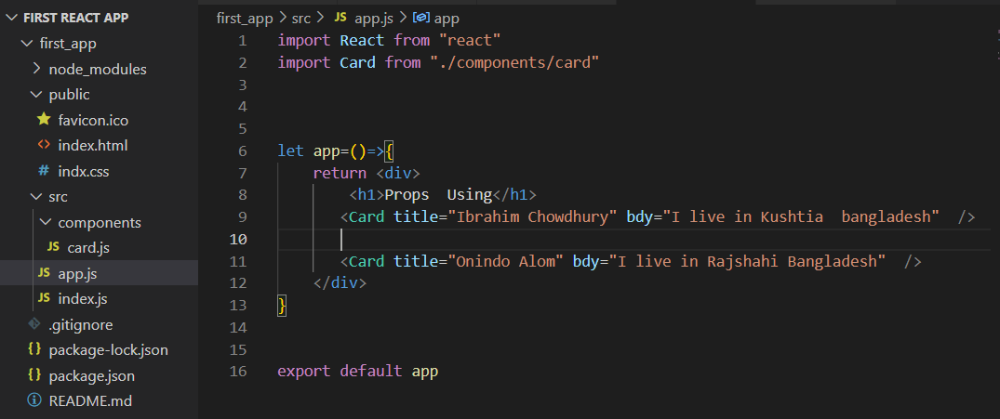 FIRST REACT APP
first_app
node_modules
public
favicon.ico
<> index.html
# indx.css
src
components
JS card.js
JS app.js
JS index.js
.gitignore
{} package-lock.json
{} package.json
README.md
first_app > src > JS app.js > app
1 import React from "react"
2 import Card from "./components/card"
3
4
5
6 let app=()=>{
7 return <div>
8 <h1>Props  Using</h1>
9 <Card title="Ibrahim Chowdhury" bdy="I live in Kushtia  bangladesh"  />
10
11 <Card title="Onindo Alom" bdy="I live in Rajshahi Bangladesh"  />
12 </div>
13 }
14
15
16 export default app